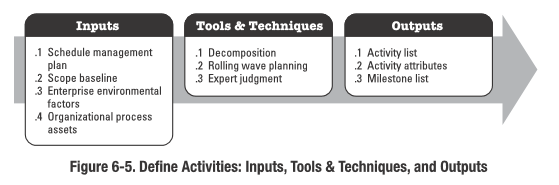 Inputs
.1 Schedule management
plan
.2 Scope baseline
.3 Enterprise environmental
factors
.4 Organizational process
assets
Tools & Techniques
.1 Decomposition
.2 Rolling wave planning
.3 Expert judgment
Outputs
.1 Activity list
.2 Activity attributes
.3 Milestone list
Figure 6-5. Define Activities: Inputs, Tools & Techniques, and Outputs